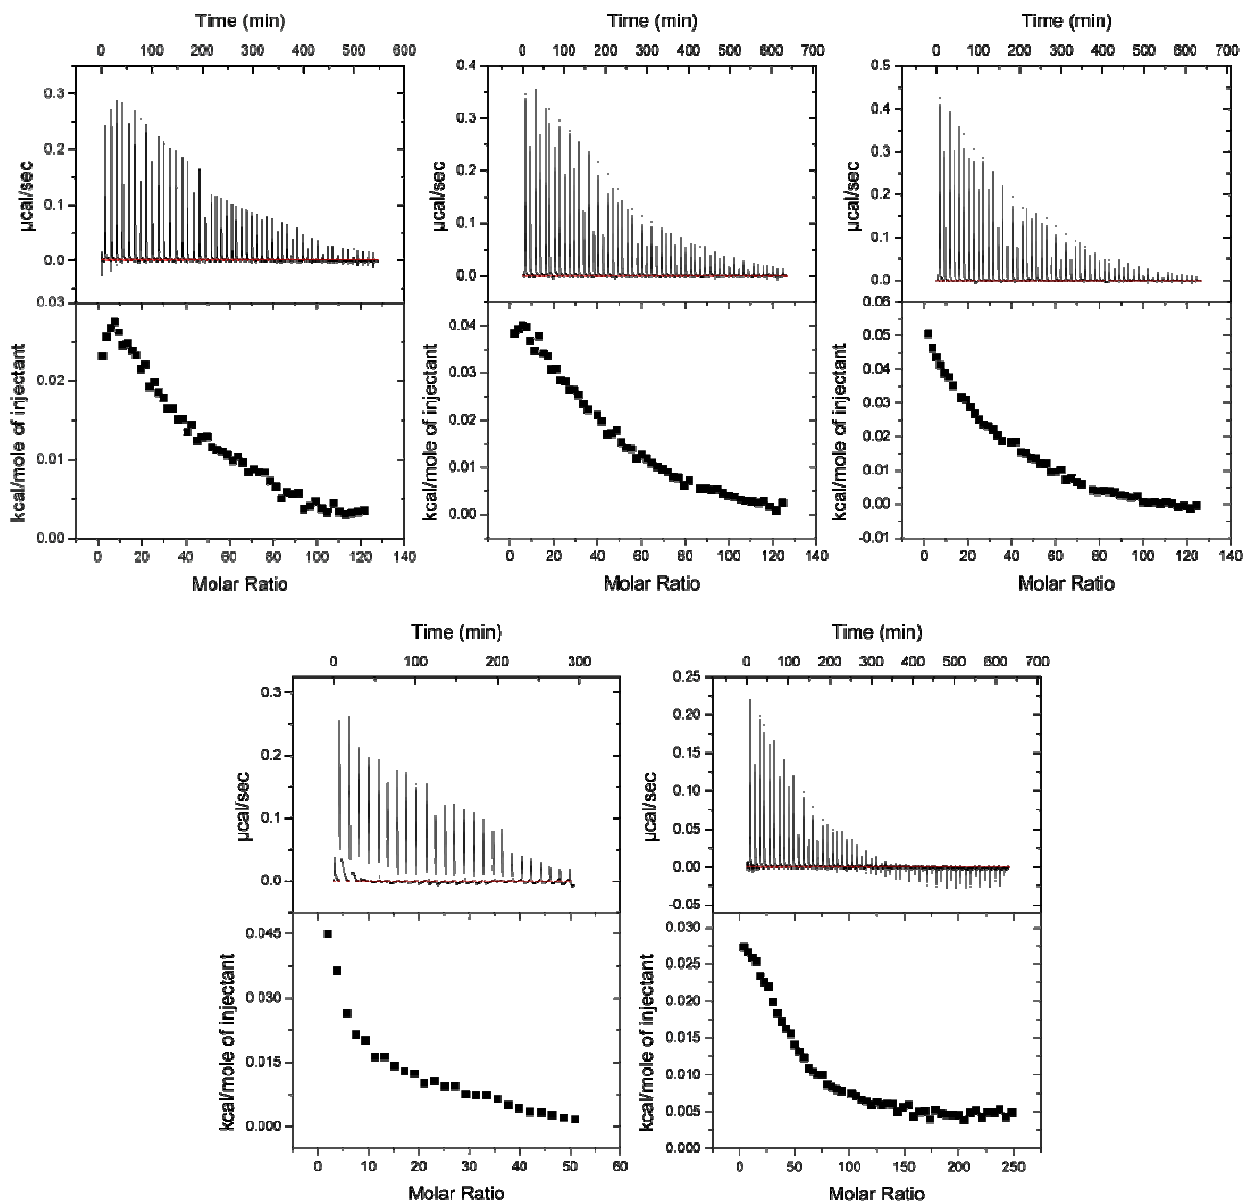 Time (min)
0 100 200 300 400 500 600
0.3
0.2
0.1
0.0
µcal/sec
0.03
0.02
0.01
0.00
kcal/mole of injectant
0 20 40 60 80 100 120 140
Molar Ratio
Time (min)
0 100 200 300 400 500 600 700
0.4
0.3
0.2
0.1
0.0
µcal/sec
0.04
0.03
0.02
0.01
0.00
kcal/mole of injectant
0 20 40 60 80 100 120 140
Molar Ratio
Time (min)
0 100 200 300 400 500 600 700
0.5
0.4
0.3
0.2
0.1
0.0
µcal/sec
0.06
0.05
0.04
0.03
0.02
0.01
0.00
-0.01
kcal/mole of injectant
0 20 40 60 80 100 120 140
Molar Ratio
Time (min)
0 100 200 300
0.3
0.2
0.1
0.0
µcal/sec
0.045
0.030
0.015
0.000
kcal/mole of injectant
0 10 20 30 40 50 60
Molar Ratio
Time (min)
0 100 200 300 400 500 600 700
0.25
0.20
0.15
0.10
0.05
0.00
-0.05
µcal/sec
0.030
0.025
0.020
0.015
0.010
0.005
0.000
kcal/mole of injectant
0 50 100 150 200 250
Molar Ratio